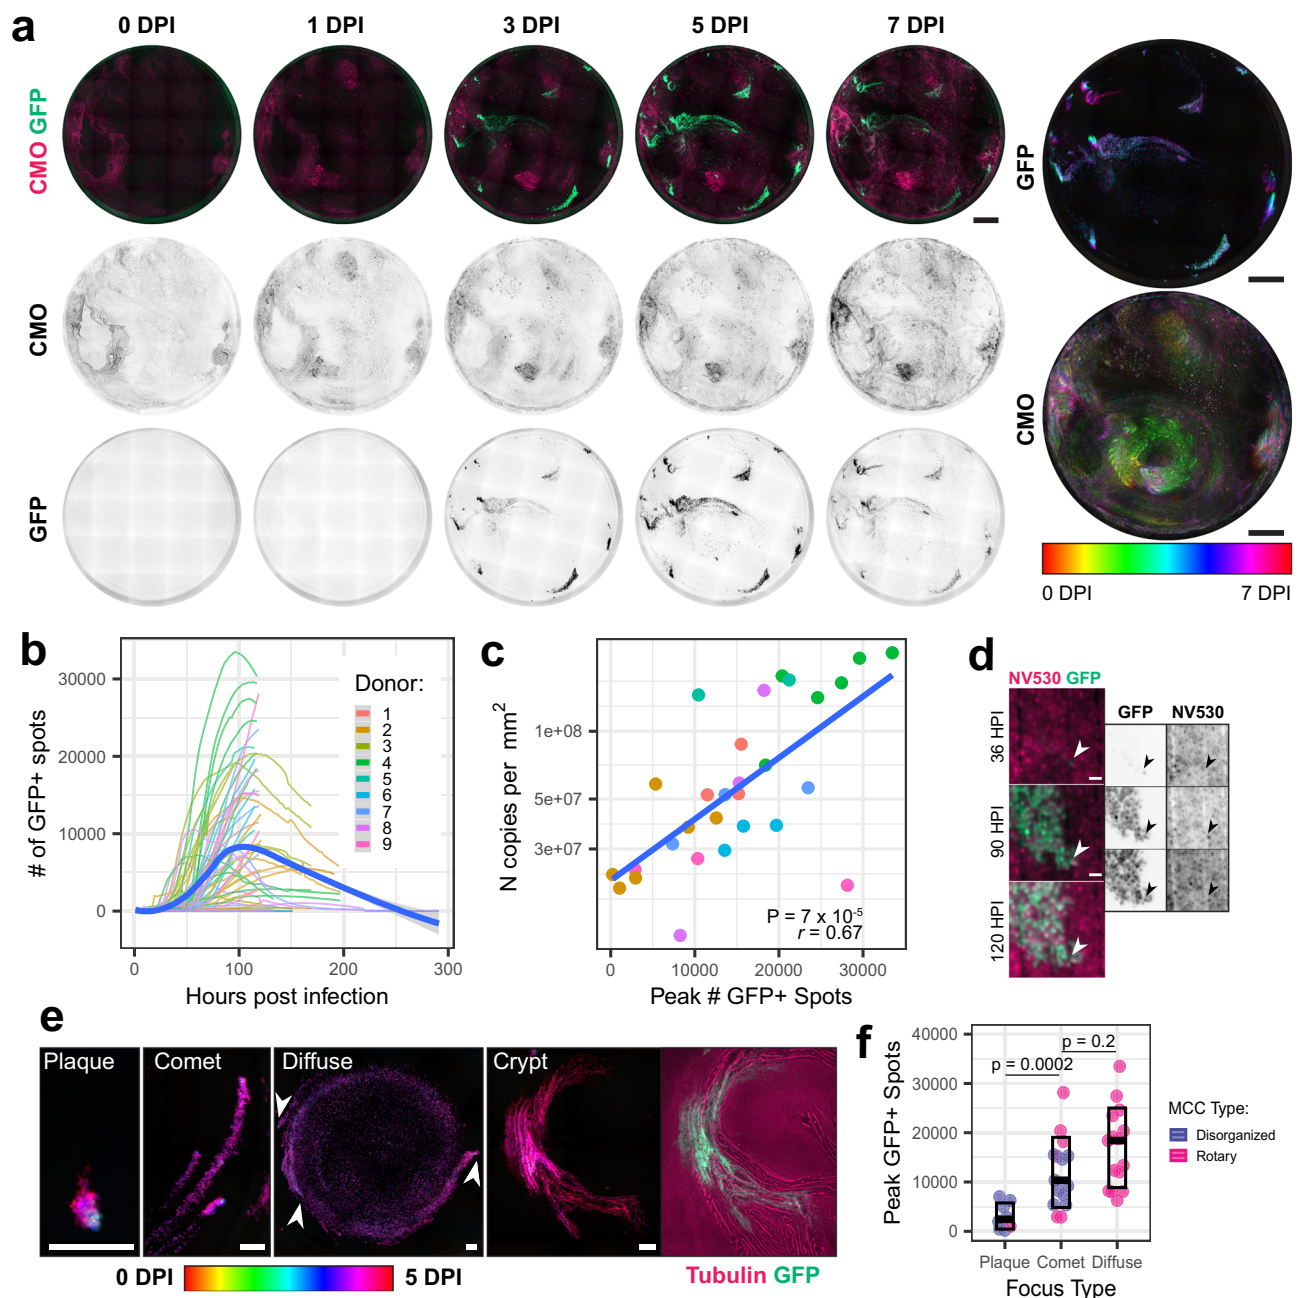 a
0 DPI 1 DPI 3 DPI 5 DPI 7 DPI
CMO GFP
CMO
GFP
GFP
CMO
0 DPI 7 DPI
b
# of GFP+ spots
30000
20000
10000
0
0 100 200 300
Hours post infection
Donor:
1
2
3
4
5
6
7
8
9
c
N copies per mm²
1e+08
5e+07
3e+07
P = 7 x 10⁻⁵
r = 0.67
0 10000 20000 30000
Peak # GFP+ Spots
d
NV530 GFP
GFP NV530
36 HPI
90 HPI
120 HPI
e
Plaque
Comet
Diffuse
Crypt
0 DPI 5 DPI
Tubulin GFP
f
Peak GFP+ Spots
40000
30000
20000
10000
0
p = 0.2
p = 0.0002
Plaque Comet Diffuse
Focus Type
MCC Type:
Disorganized
Rotary